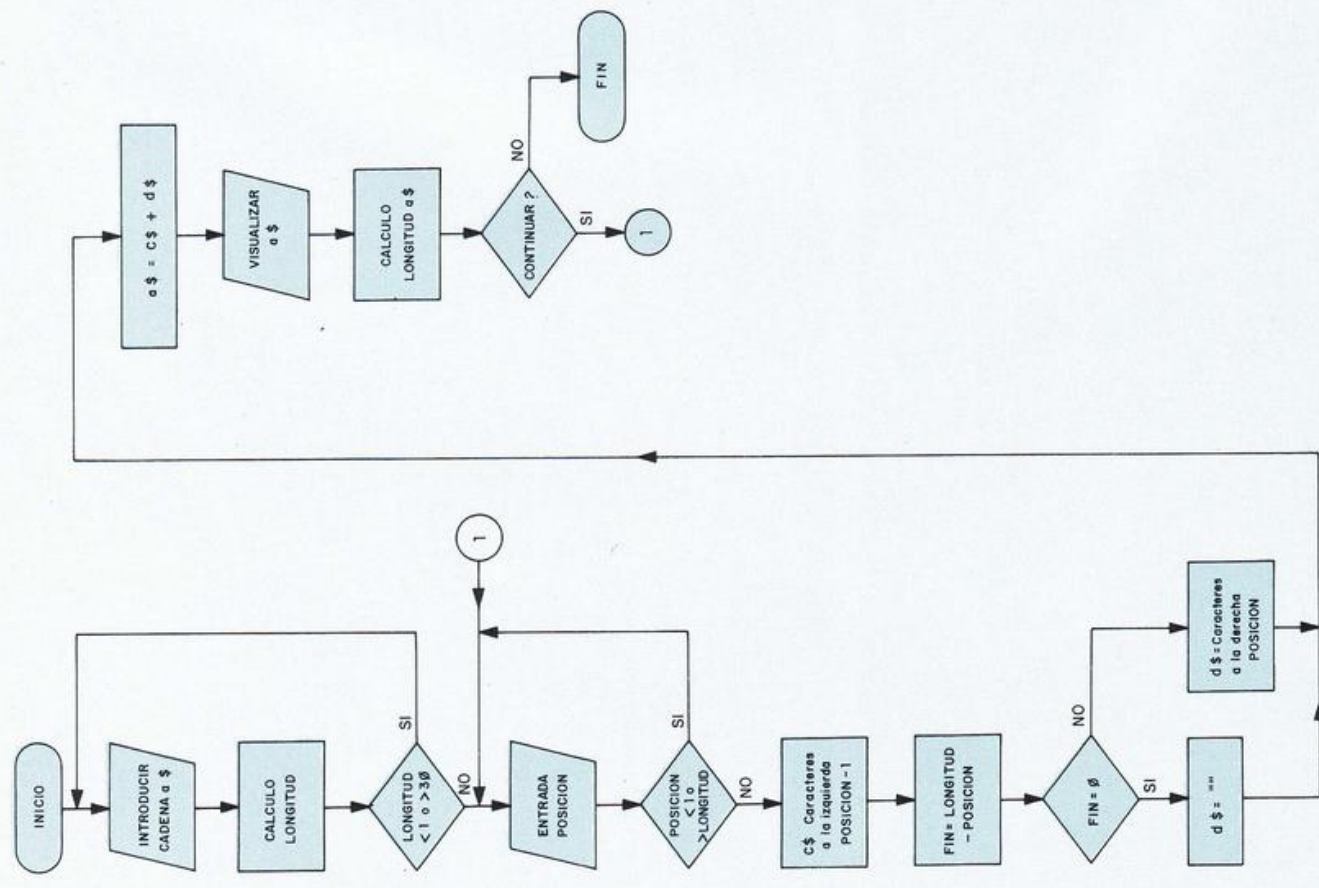 INICIO
INTRODUCIR
CADENA a $
CALCULO
LONGITUD
LONGITUD
< 1 o > 3Ø
SI
NO
1
ENTRADA
POSICION
POSICION
< 1 o
> LONGITUD
SI
NO
C$ Caracteres
a la izquierda
POSICION - 1
FIN = LONGITUD
- POSICION
FIN = Ø
NO
SI
d $ = ""
d $ = Caracteres
a la derecha
POSICION
a $ = C $ + d $
VISUALIZAR
a $
CALCULO
LONGITUD a $
CONTINUAR ?
NO
SI
1
FIN